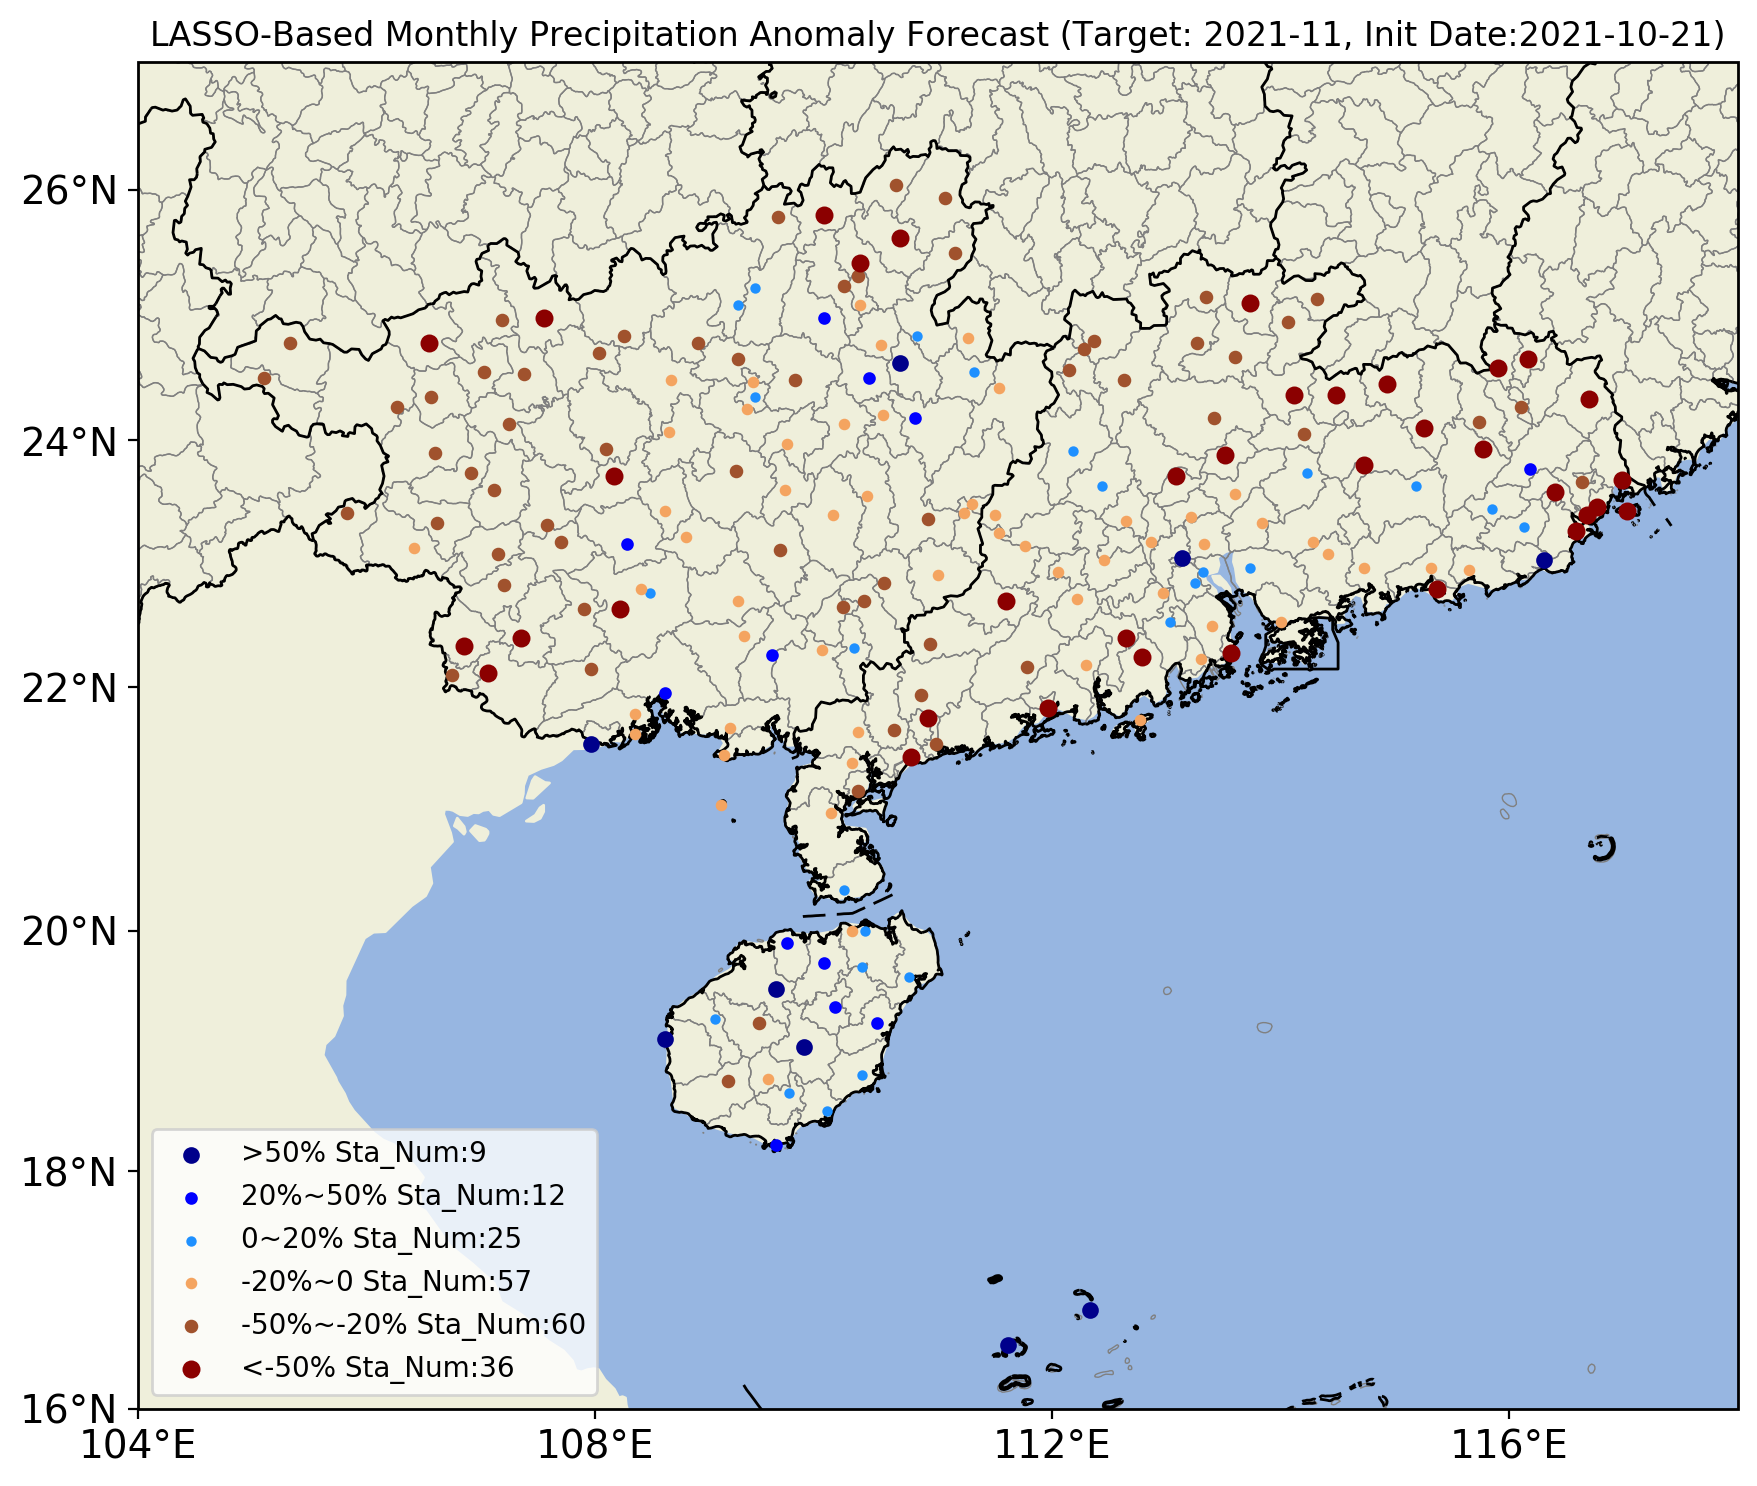 LASSO-Based Monthly Precipitation Anomaly Forecast (Target: 2021-11, Init Date:2021-10-21)
26°N
24°N
22°N
20°N
18°N
16°N
>50% Sta_Num:9
20%~50% Sta_Num:12
0~20% Sta_Num:25
-20%~0 Sta_Num:57
-50%~-20% Sta_Num:60
<-50% Sta_Num:36
104°E
108°E
112°E
116°E